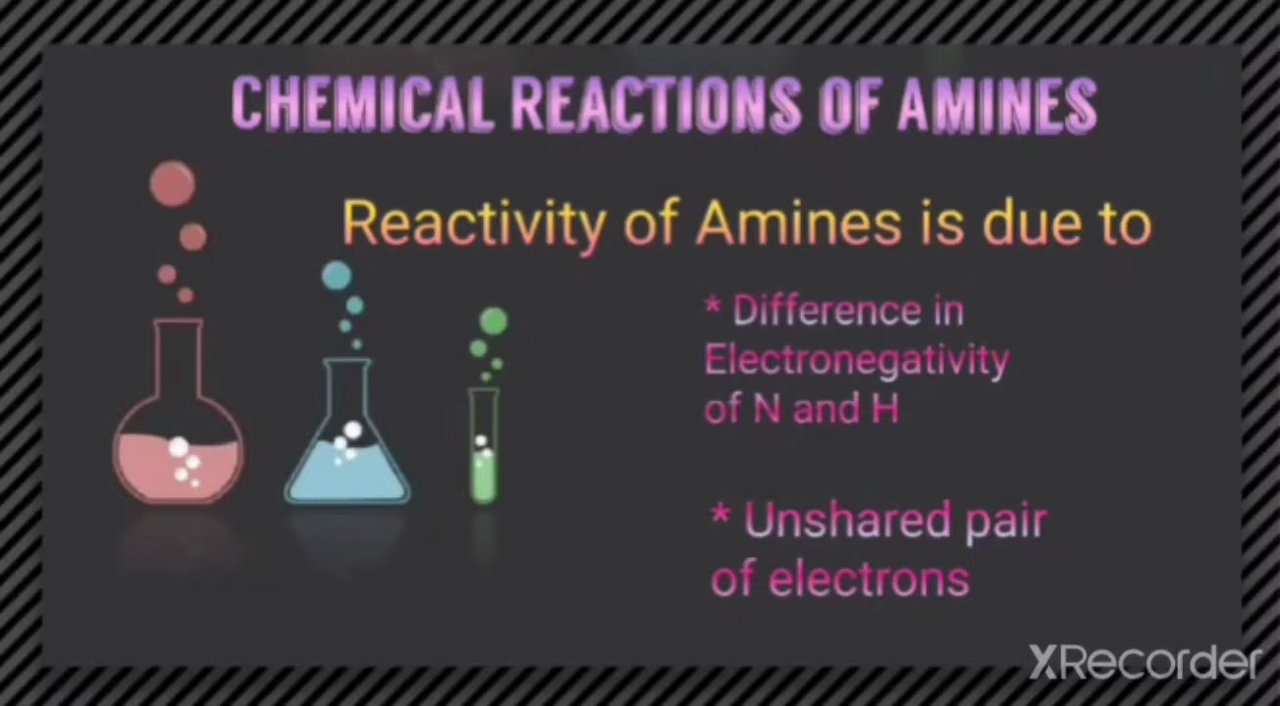 CHEMICAL REACTIONS OF AMINES
Reactivity of Amines is due to
* Difference in
Electronegativity
of N and H
* Unshared pair
of electrons
XRecorder